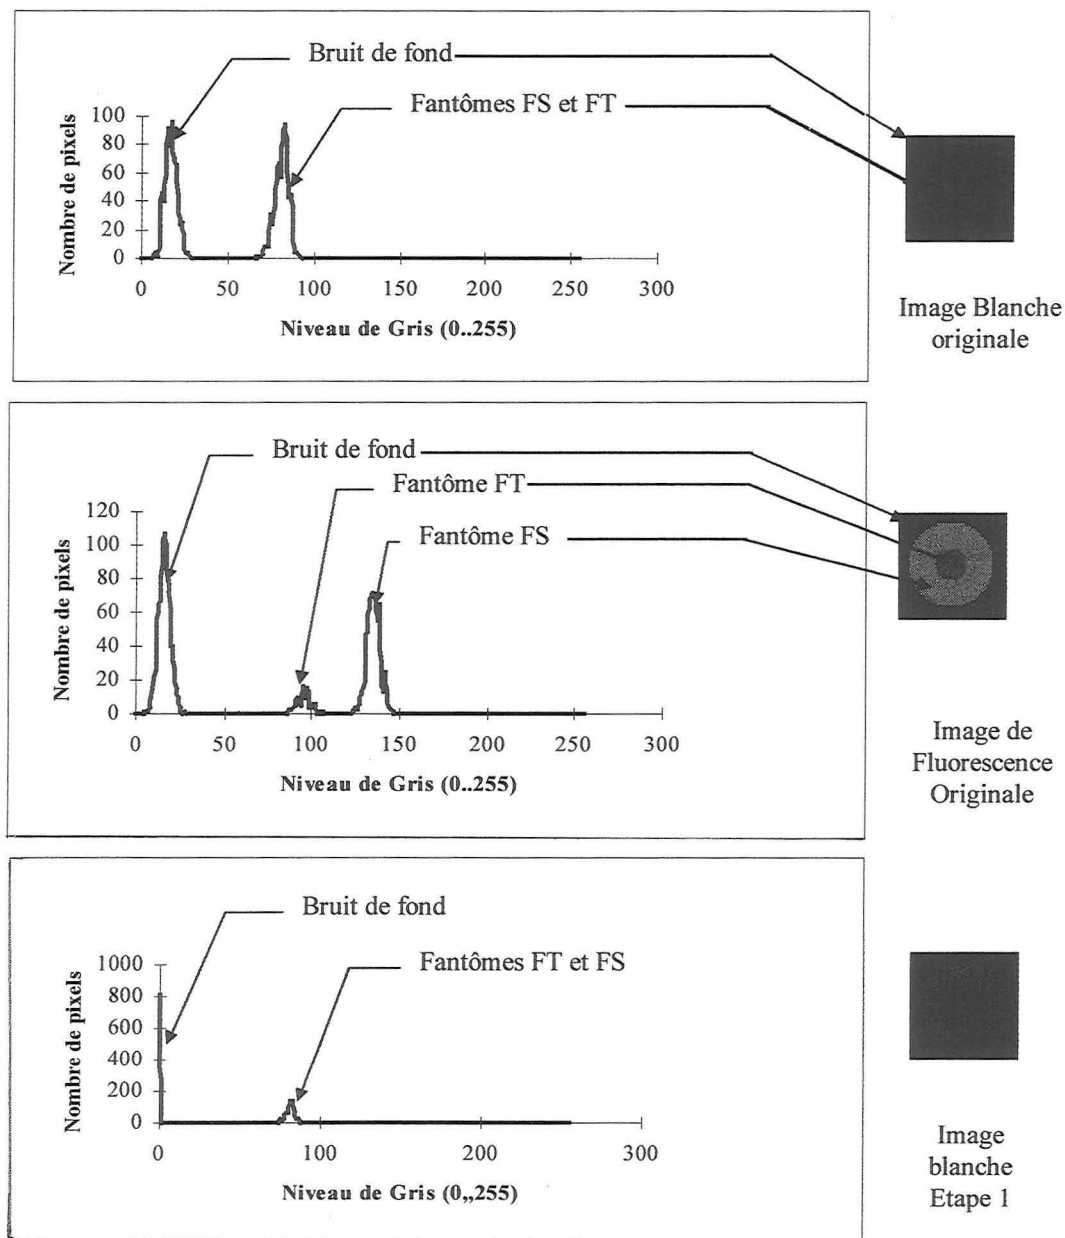 Bruit de fond
Fantômes FS et FT
Nombre de pixels
100
80
60
40
20
0
0 50 100 150 200 250 300
Niveau de Gris (0..255)
Image Blanche
originale
Bruit de fond
Fantôme FT
Fantôme FS
Nombre de pixels
120
100
80
60
40
20
0
0 50 100 150 200 250 300
Niveau de Gris (0..255)
Image de
Fluorescence
Originale
Bruit de fond
Fantômes FT et FS
Nombre de pixels
1000
800
600
400
200
0
0 100 200 300
Niveau de Gris (0,,255)
Image
blanche
Etape 1